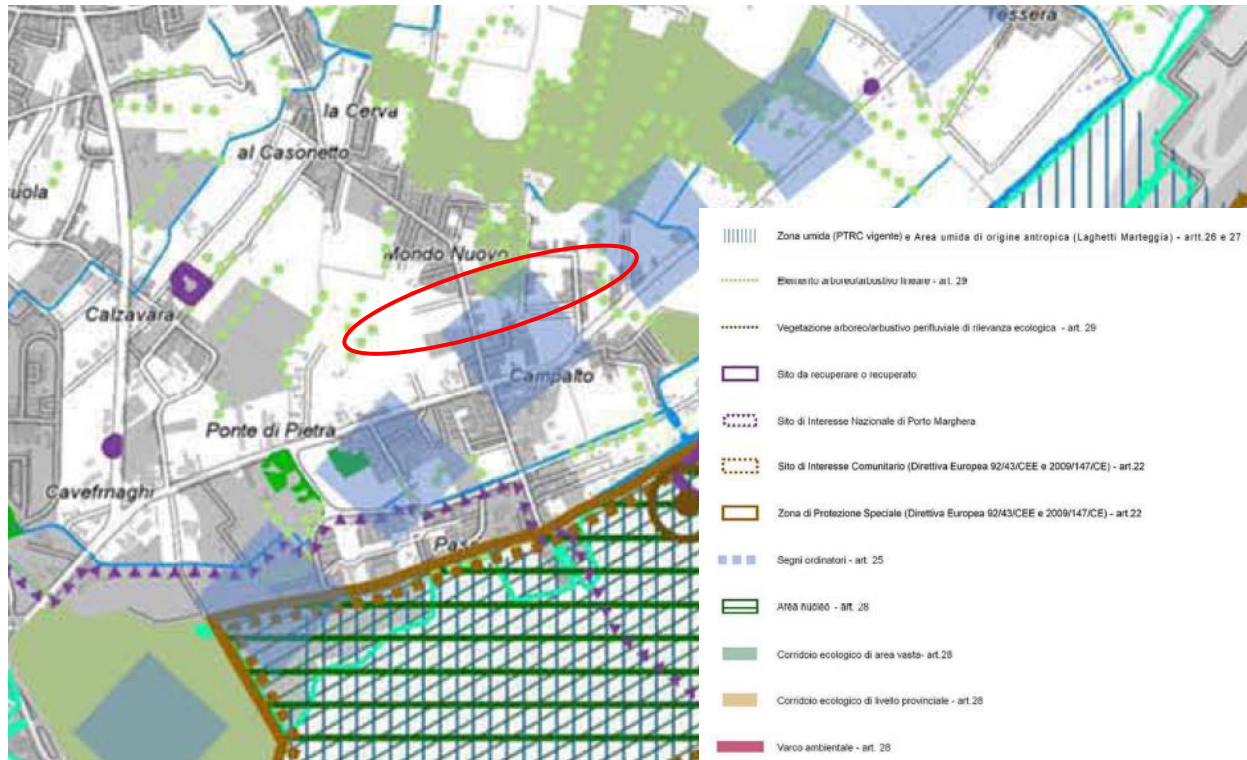 Tessera
la Cerva
al Casonetto
uola
Mondo Nuovo
Calzavara
Campalto
Ponte di Pietra
Cavefrnaghi
Pass
Zona umida (PTRC vigente) e Area umida di origine antropica (Laghetti Marteggia) - artt.26 e 27
Elemento arboreo/arbustivo lineare - art. 29
Vegetazione arboreo/arbustivo perifluviale di rilevanza ecologica - art. 29
Sito da recuperare o recuperato
Sito di Interesse Nazionale di Porto Marghera
Sito di Interesse Comunitario (Direttiva Europea 92/43/CEE e 2009/147/CE) - art.22
Zona di Protezione Speciale (Direttiva Europea 92/43/CEE e 2009/147/CE) - art.22
Segni ordinatori - art. 25
Area nucleo - art. 28
Corridoio ecologico di area vasta- art.28
Corridoio ecologico di livello provinciale - art.28
Varco ambientale - art. 28